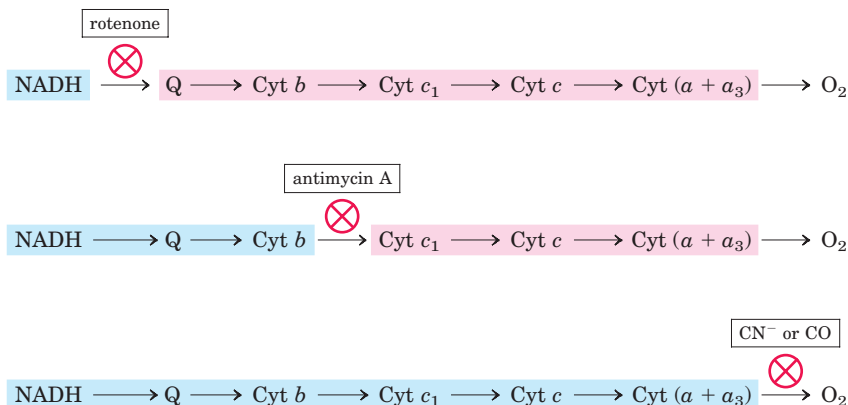 rotenone
NADH → Q → Cyt b → Cyt c₁ → Cyt c → Cyt (a + a₃) → O₂
antimycin A
NADH → Q → Cyt b → Cyt c₁ → Cyt c → Cyt (a + a₃) → O₂
CN⁻ or CO
NADH → Q → Cyt b → Cyt c₁ → Cyt c → Cyt (a + a₃) → O₂